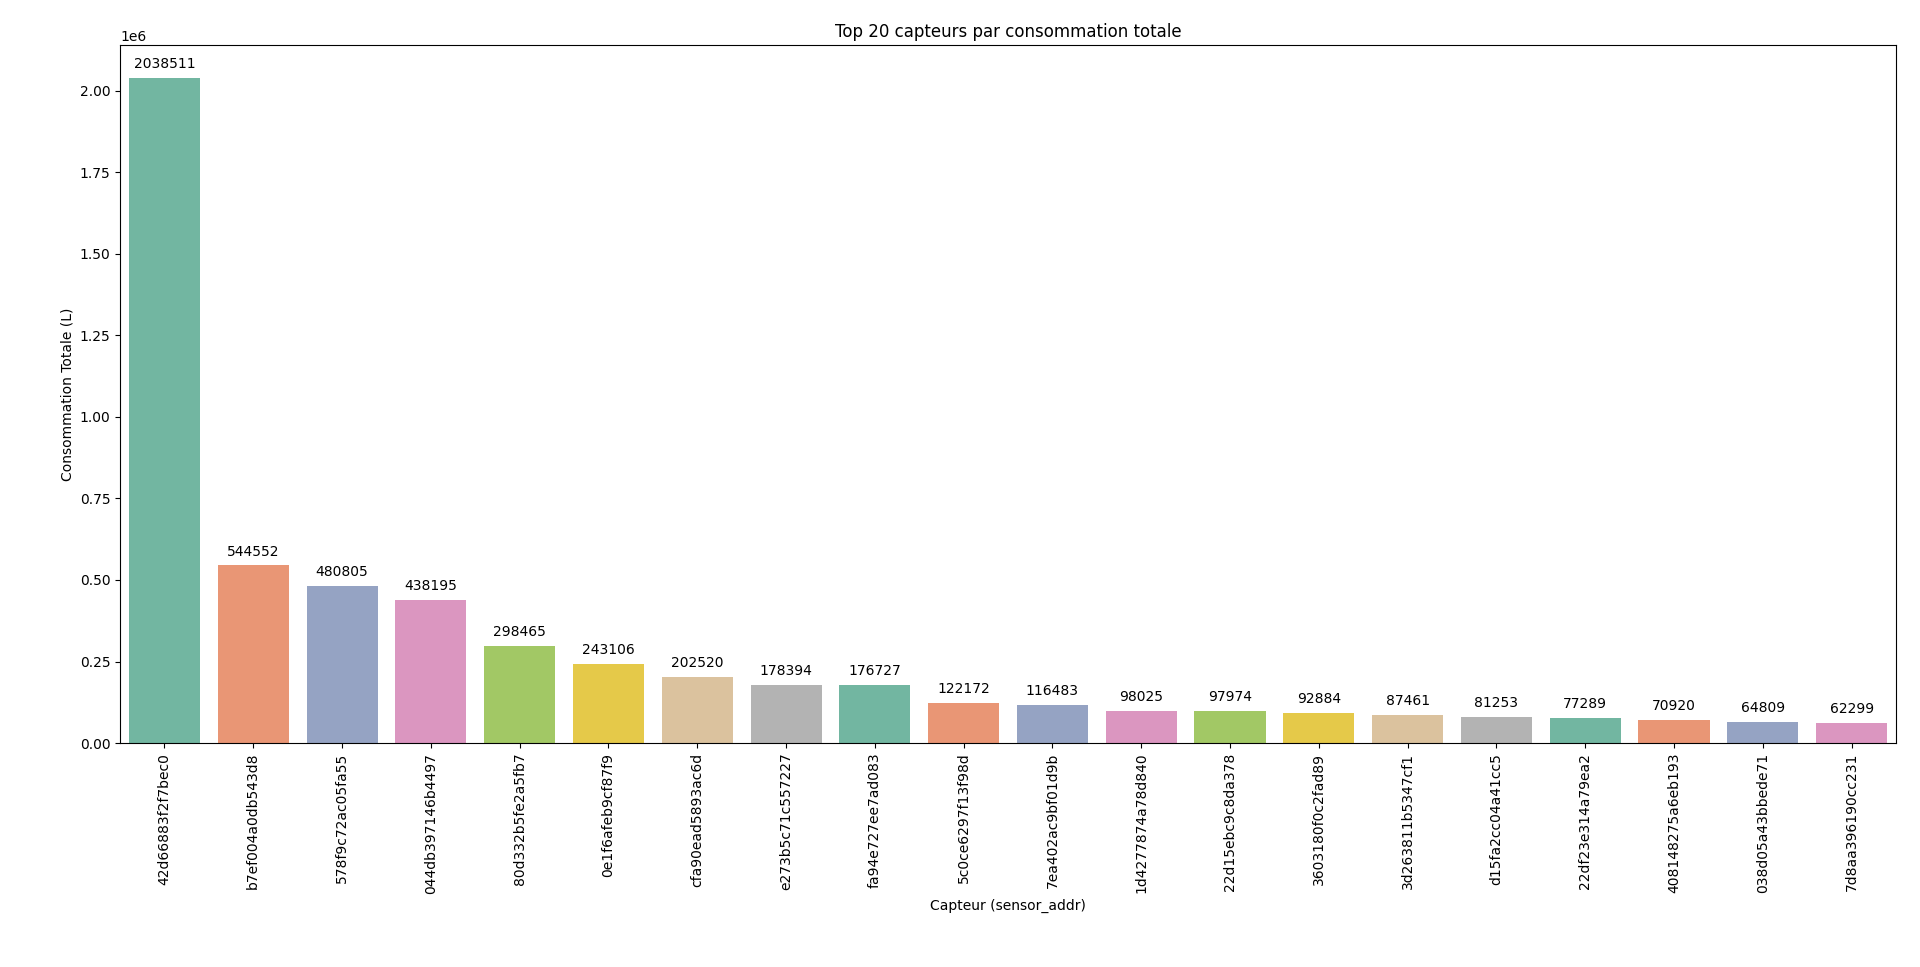 Top 20 capteurs par consommation totale
1e6
2038511
2.00
1.75
1.50
1.25
1.00
0.75
0.50
0.25
0.00
Consommation Totale (L)
544552
480805
438195
298465
243106
202520
178394
176727
122172
116483
98025
97974
92884
87461
81253
77289
70920
64809
62299
42d66883f2f7bec0
b7ef004a0db543d8
578f9c72ac05fa55
044db397146b4497
80d332b5fe2a5fb7
0e1f6afeb9cf87f9
cfa90ead5893ac6d
e273b5c71c557227
fa94e727ee7ad083
5c0ce6297f13f98d
7ea402ac9bf01d9b
1d4277874a78d840
22d15ebc9c8da378
3603180f0c2fad89
3d263811b5347cf1
d15fa2cc04a41cc5
22df23e314a79ea2
408148275a6eb193
038d05a43bbede71
7d8aa396190cc231
Capteur (sensor_addr)